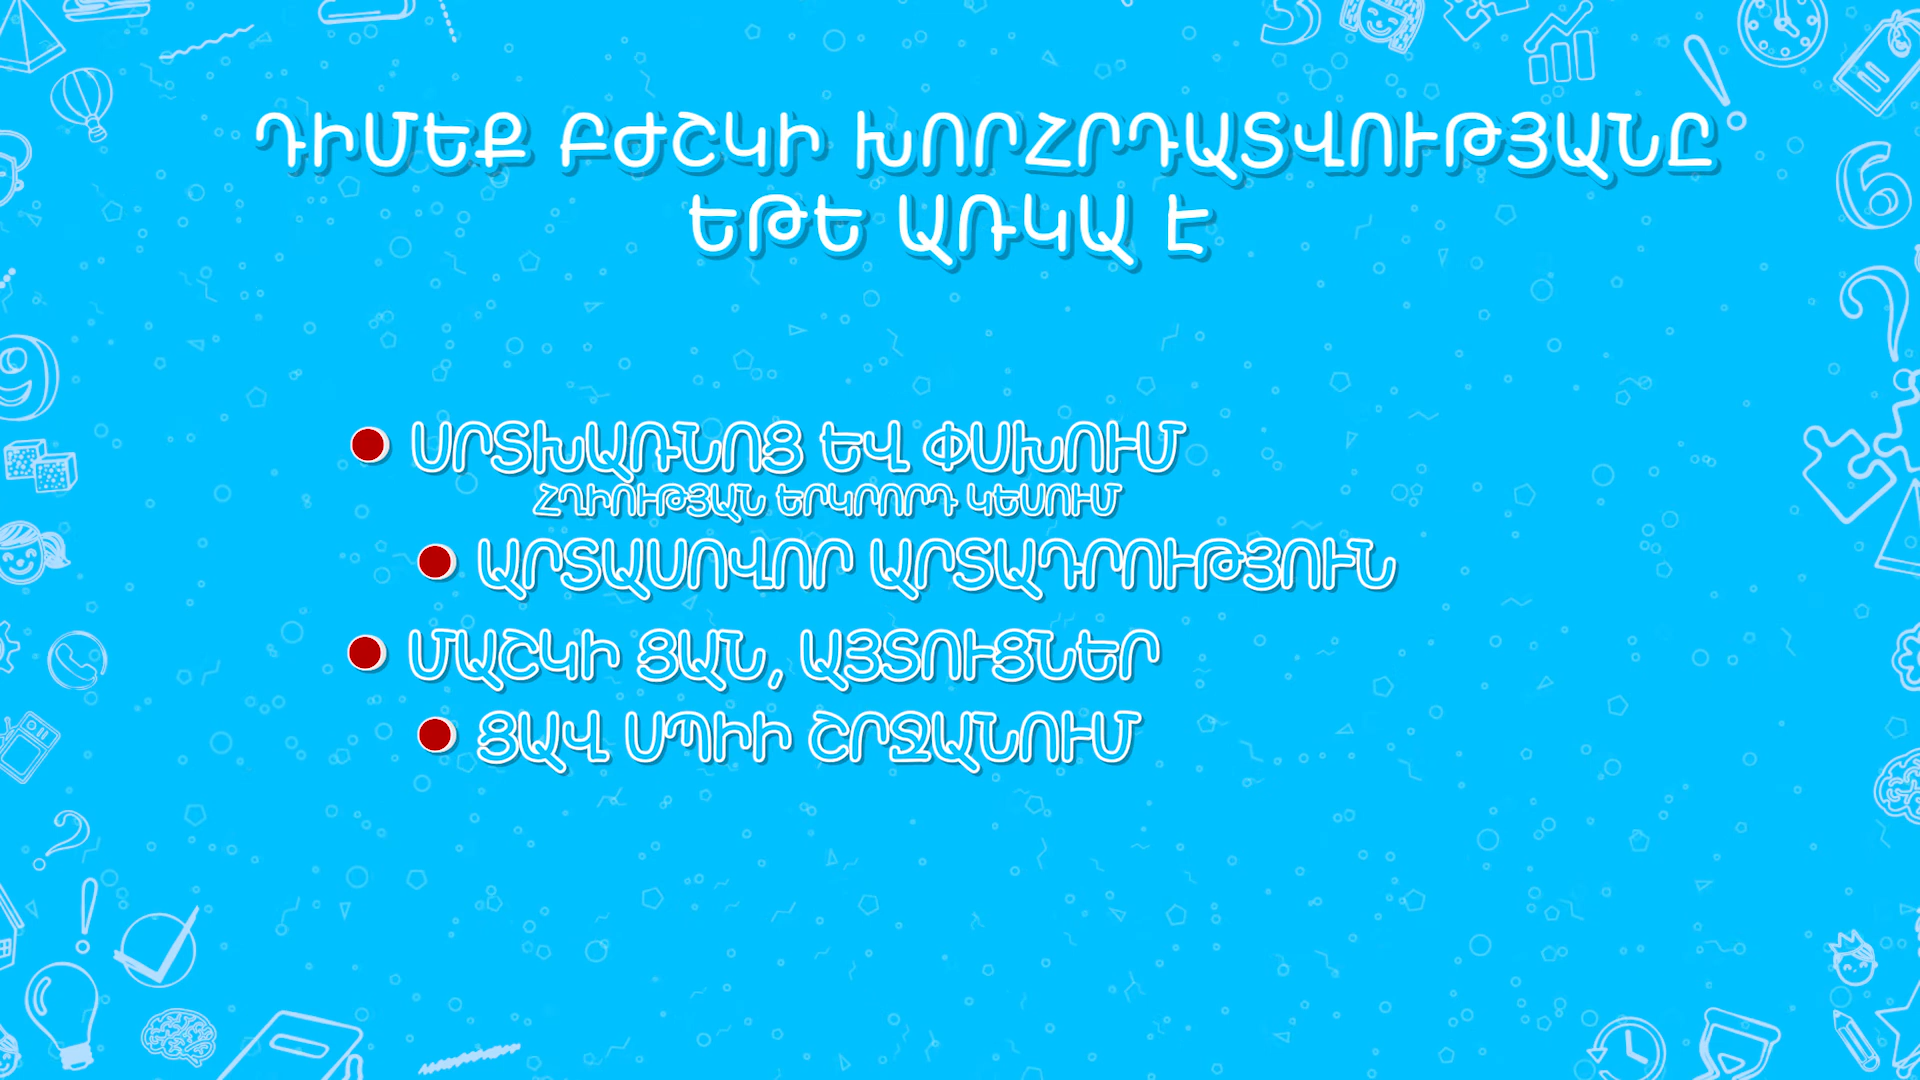 ԴԻՄԵՔ ԲԺՇԿԻ ԽՈՐՀՐԴԱՏՎՈՒԹՅԱՆԸ
ԵԹԵ ԱՌԿԱ Է
ՍՐՏԽԱՌՆՈՑ ԵՎ ՓՍԽՈՒՄ
ՀՂԻՈՒԹՅԱՆ ԵՐԿՐՈՐԴ ԿԵՍՈՒՄ
ԱՐՏԱՍՈՎՈՐ ԱՐՏԱԴՐՈՒԹՅՈՒՆ
ՄԱՇԿԻ ՑԱՆ, ԱՅՏՈՒՑՆԵՐ
ՑԱՎ ՍՊԻԻ ՇՐՋԱՆՈՒՄ